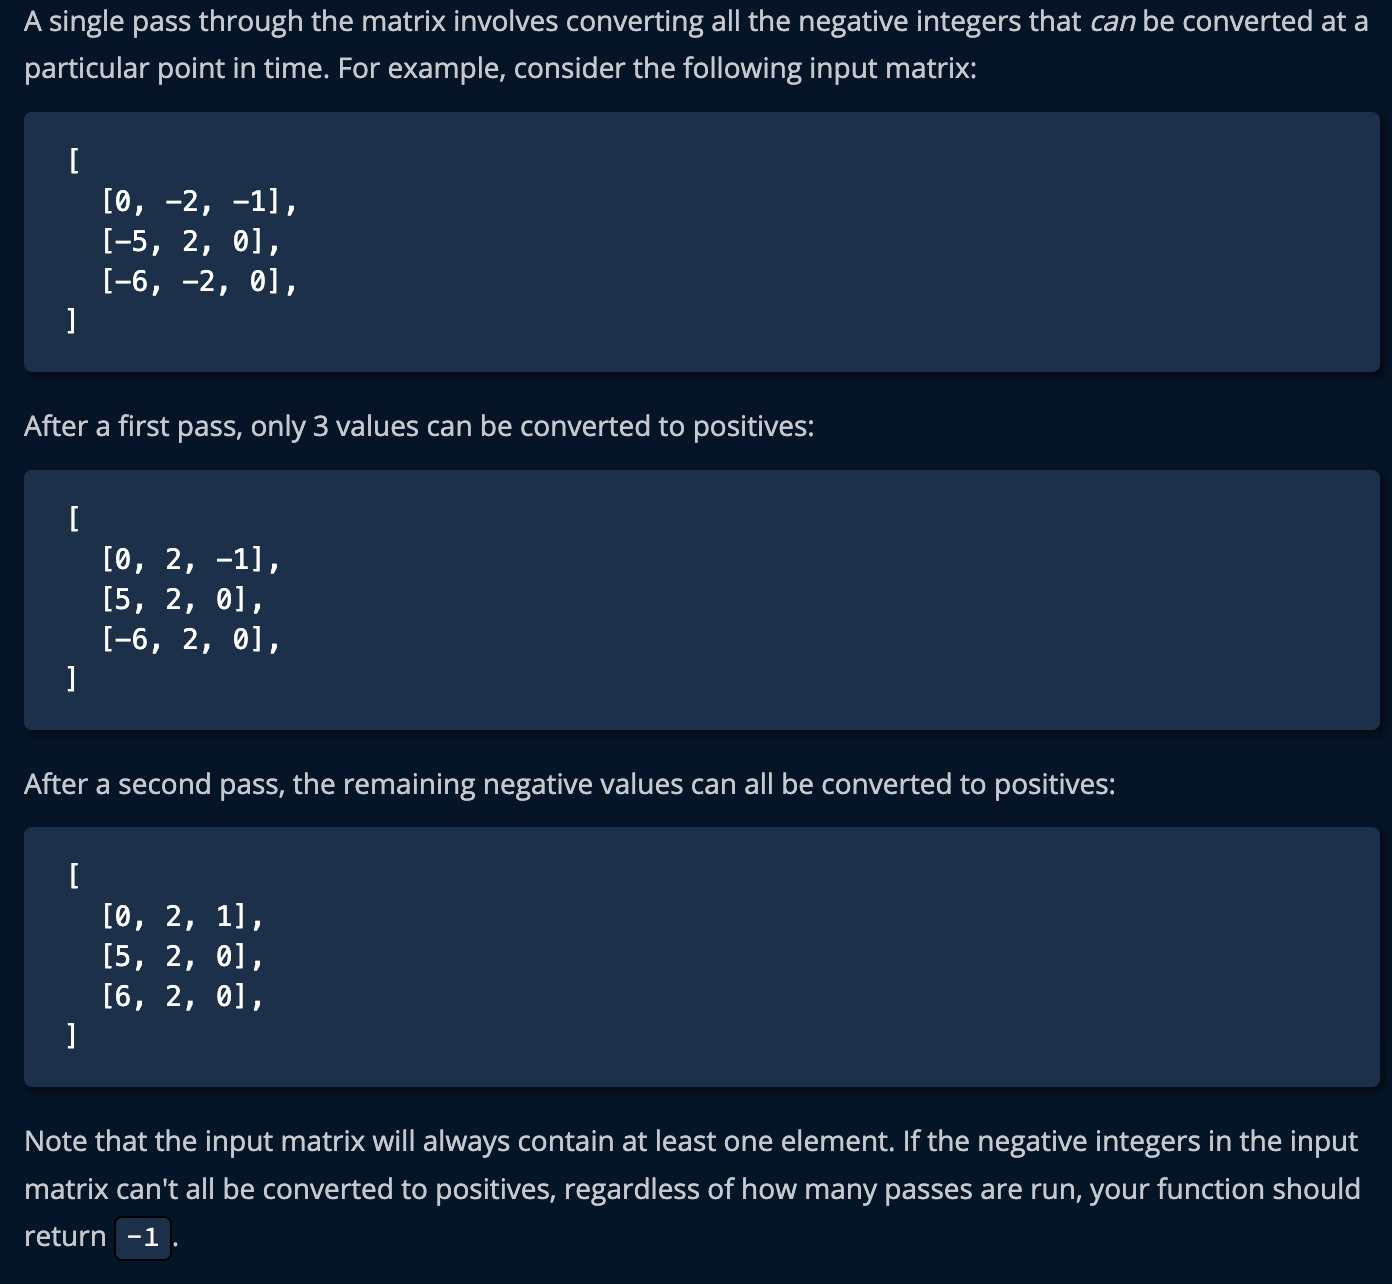 A single pass through the matrix involves converting all the negative integers that can be converted at a
particular point in time. For example, consider the following input matrix:
[
[0, -2, -1],
[-5, 2, 0],
[-6, -2, 0],
]
After a first pass, only 3 values can be converted to positives:
[
[0, 2, -1],
[5, 2, 0],
[-6, 2, 0],
]
After a second pass, the remaining negative values can all be converted to positives:
[
[0, 2, 1],
[5, 2, 0],
[6, 2, 0],
]
Note that the input matrix will always contain at least one element. If the negative integers in the input
matrix can't all be converted to positives, regardless of how many passes are run, your function should
return -1.